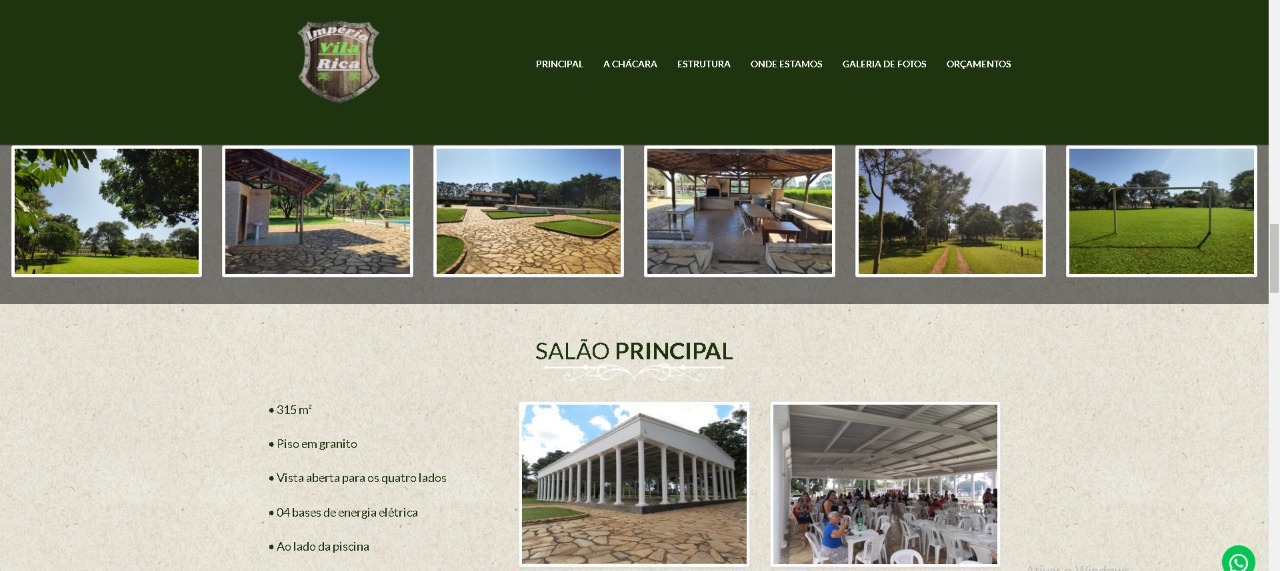 Império
Vila
Rica
PRINCIPAL A CHÁCARA ESTRUTURA ONDE ESTAMOS GALERIA DE FOTOS ORÇAMENTOS
SALÃO PRINCIPAL
• 315 m²
• Piso em granito
• Vista aberta para os quatro lados
• 04 bases de energia elétrica
• Ao lado da piscina
Ativar o Windows